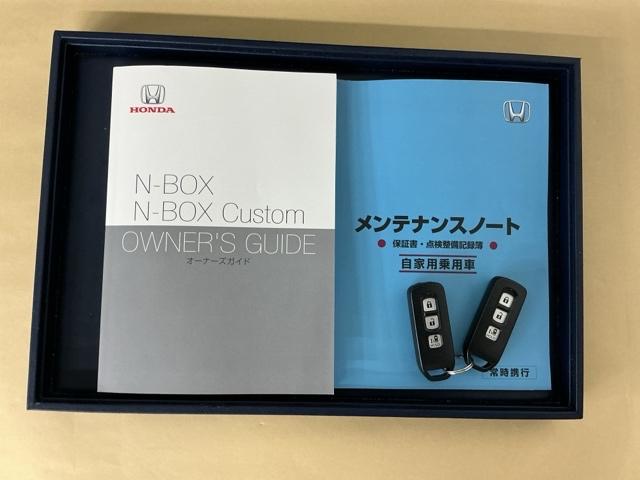 HONDA
N-BOX
N-BOX Custom
OWNER'S GUIDE
オーナーズガイド
メンテナンスノート
保証書・点検整備記録簿
自家用乗用車
常時携行